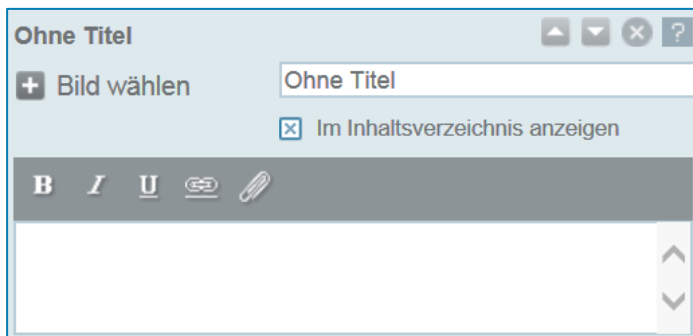 Ohne Titel
?
Bild wählen
Ohne Titel
Im Inhaltsverzeichnis anzeigen
B I U